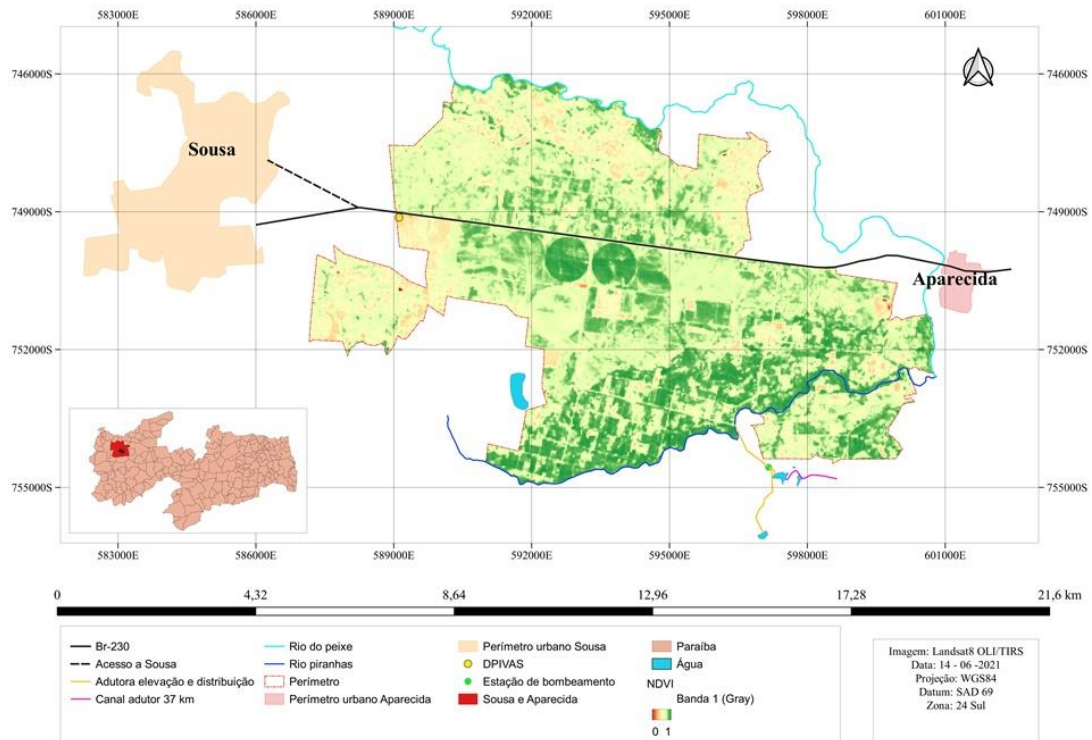 583000E 586000E 589000E 592000E 595000E 598000E 601000E
746000S 746000S
Sousa
749000S 749000S
Aparecida
752000S 752000S
755000S 755000S
583000E 586000E 589000E 592000E 595000E 598000E 601000E
0 4,32 8,64 12,96 17,28 21,6 km
Br-230
Acesso a Sousa
Adutora elevação e distribuição
Canal adutor 37 km
Rio do peixe
Rio piranhas
Perímetro
Perímetro urbano Aparecida
Perímetro urbano Sousa
DPIVAS
Estação de bombeamento
Sousa e Aparecida
Paraíba
Água
NDVI
Banda 1 (Gray)
0 1
Imagem: Landsat8 OLI/TIRS
Data: 14 - 06 -2021
Projeção: WGS84
Datum: SAD 69
Zona: 24 Sul